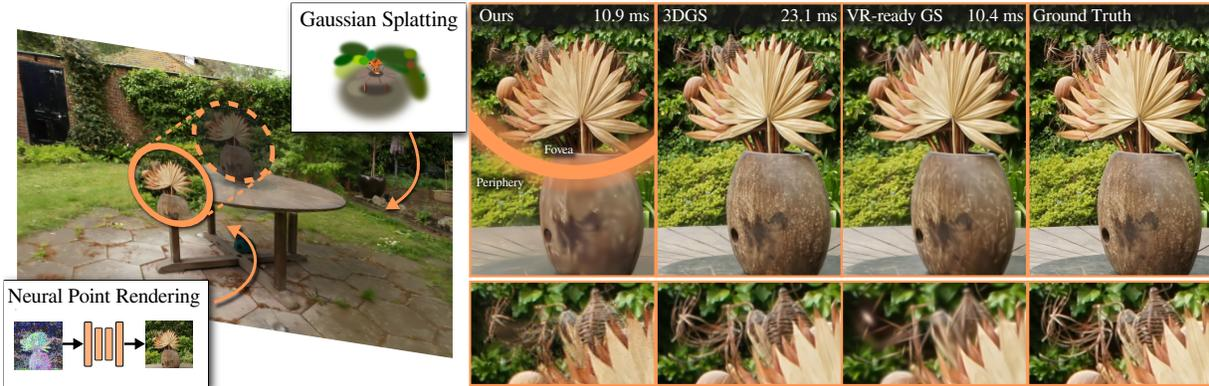 Gaussian Splatting
Neural Point Rendering
Ours 10.9 ms
Fovea
Periphery
3DGS 23.1 ms
VR-ready GS 10.4 ms
Ground Truth